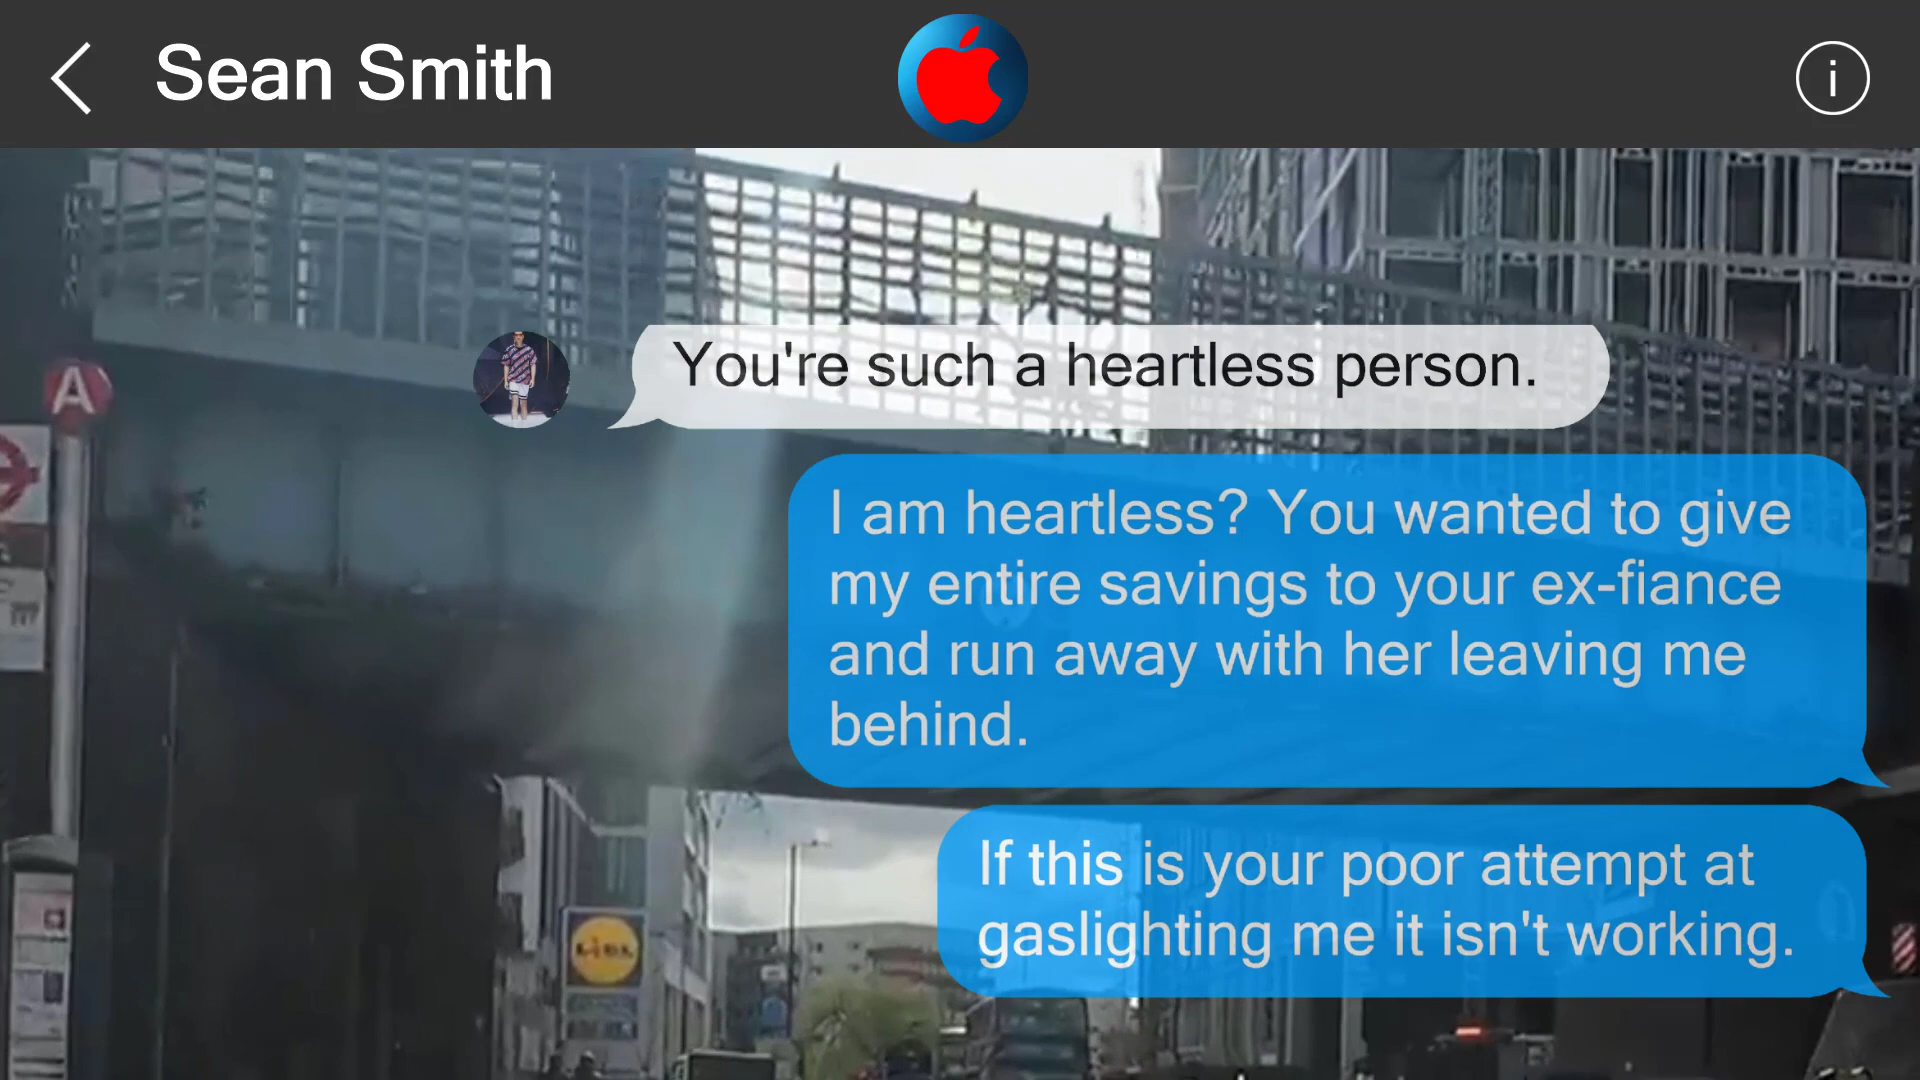 Sean Smith
i
You're such a heartless person.
A
I am heartless? You wanted to give
my entire savings to your ex-fiance
and run away with her leaving me
behind.
If this is your poor attempt at
gaslighting me it isn't working.
LIDL